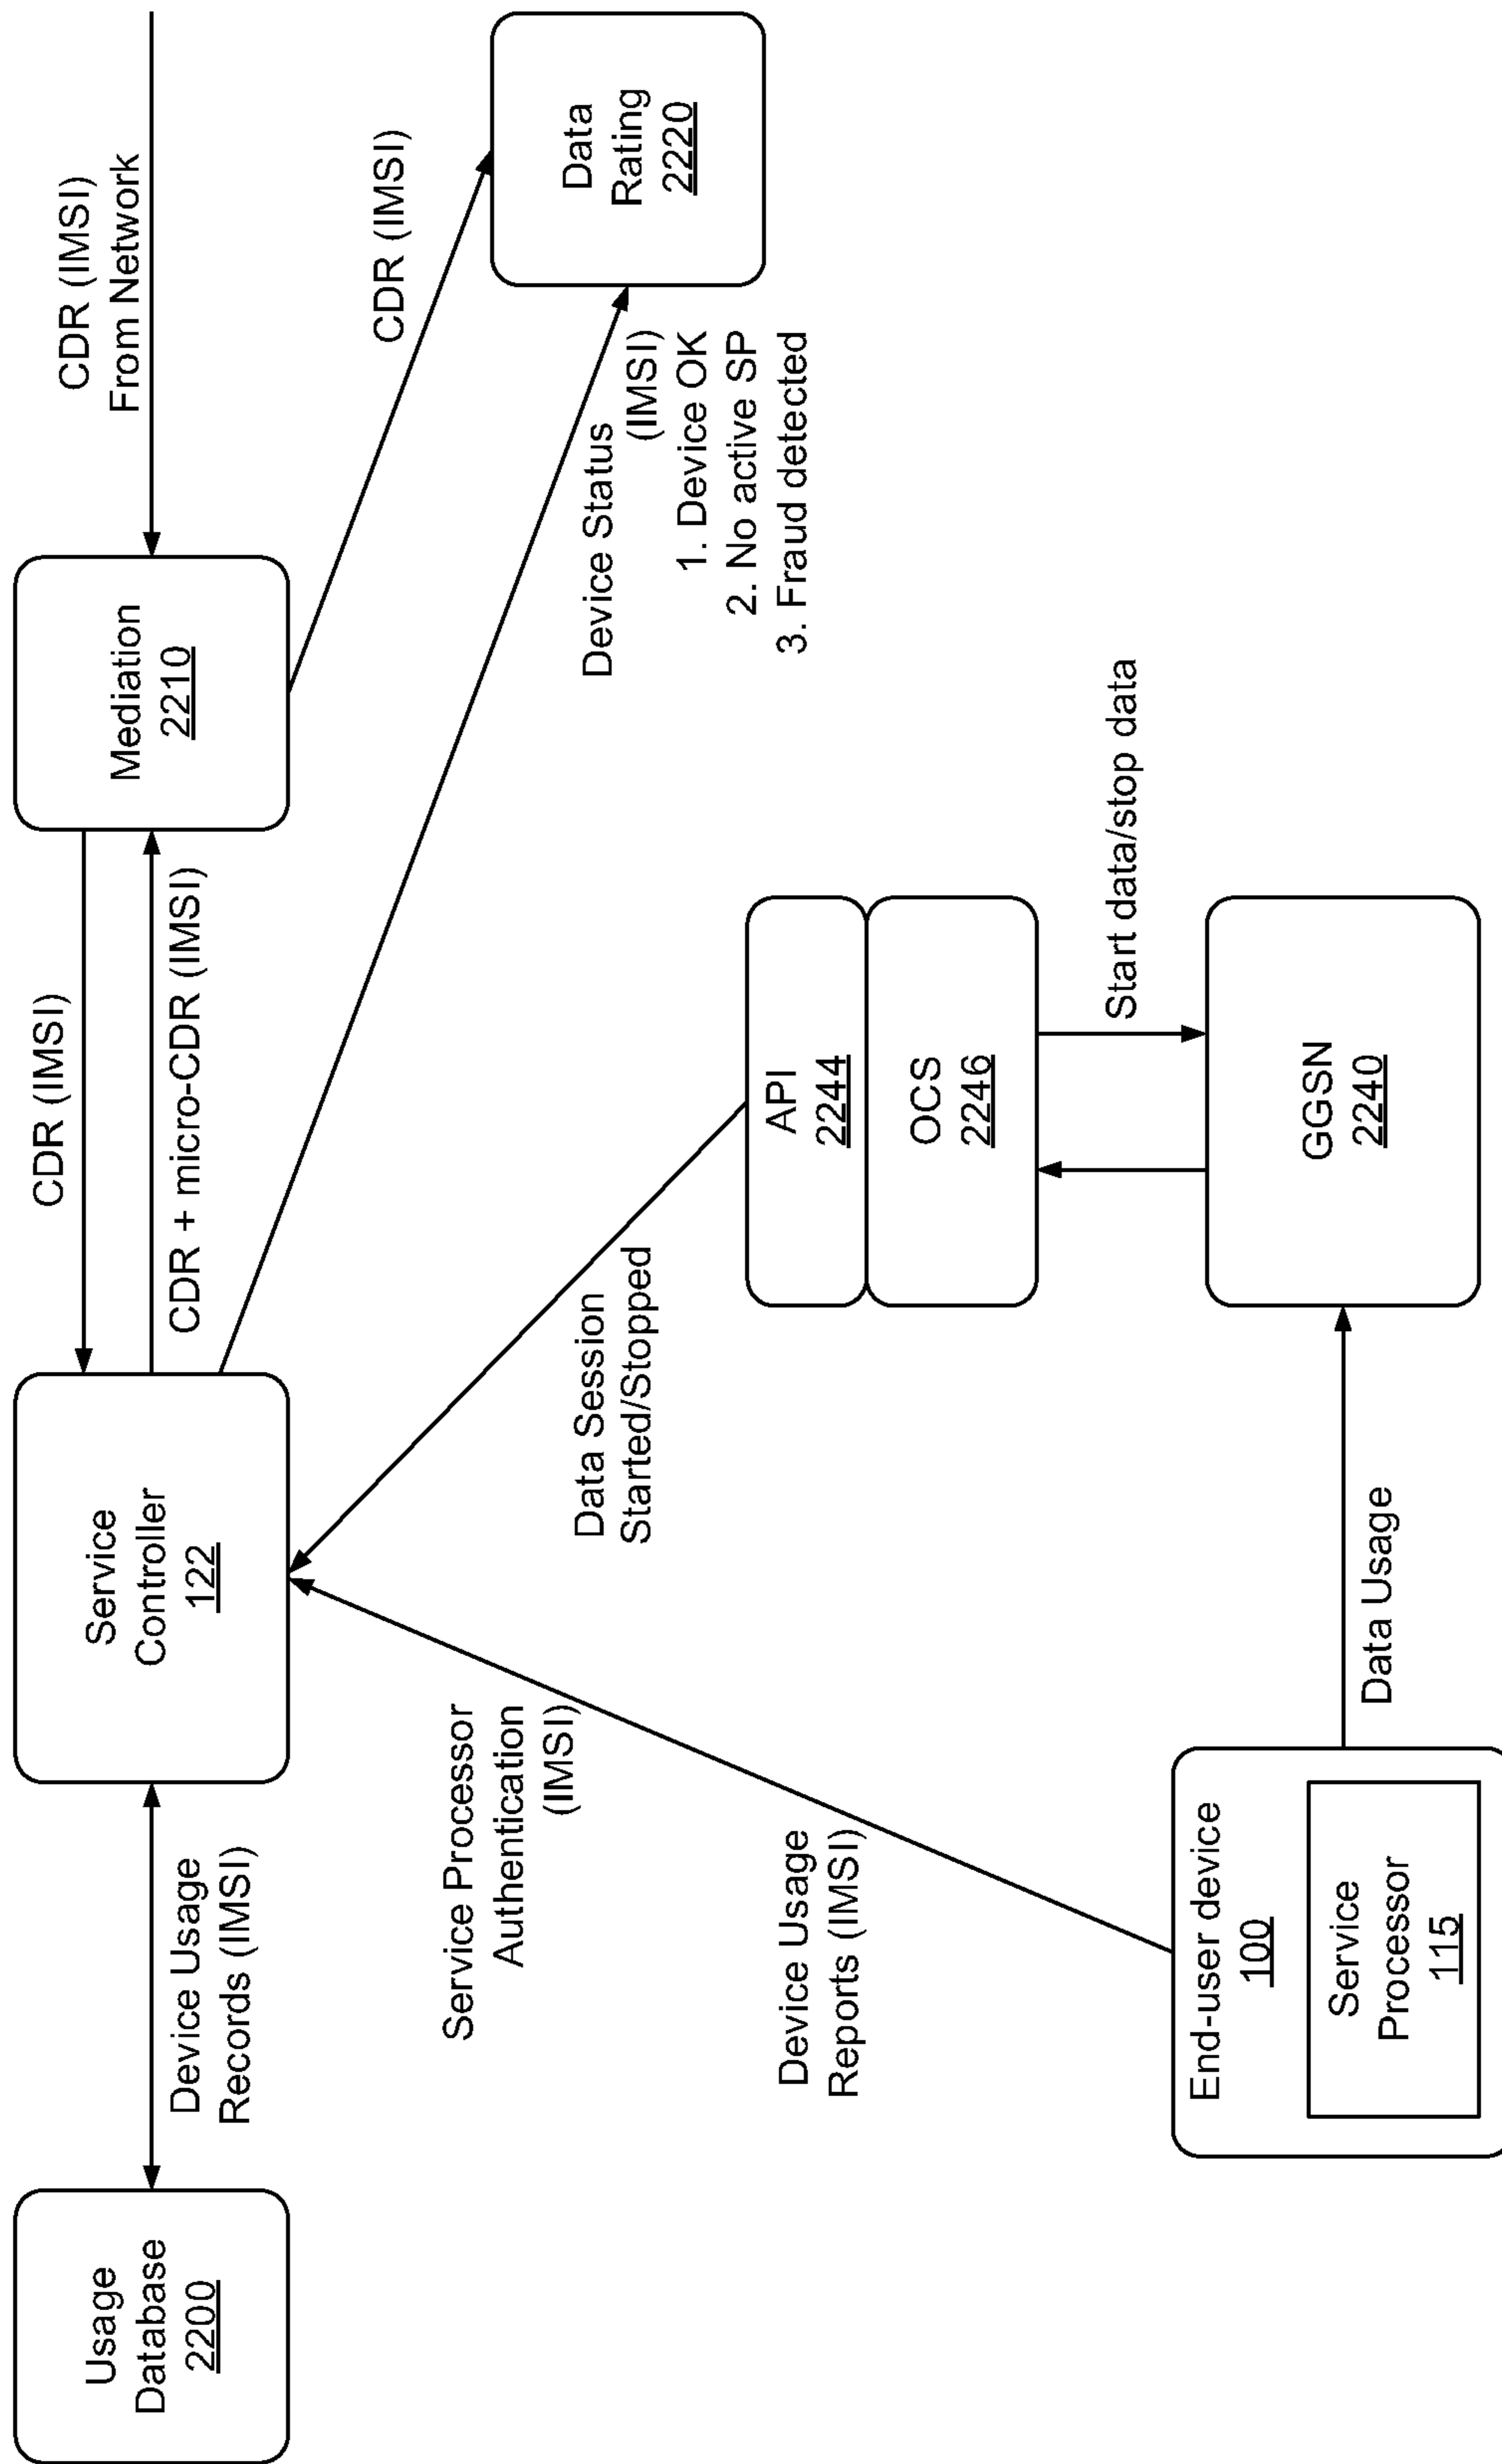 Usage
Database
2200
Device Usage
Records (IMSI)
Service
Controller
122
CDR (IMSI)
CDR + micro-CDR (IMSI)
Mediation
2210
CDR (IMSI)
From Network
CDR (IMSI)
Data
Rating
2220
Device Status
(IMSI)
1. Device OK
2. No active SP
3. Fraud detected
Service Processor
Authentication
(IMSI)
Device Usage
Reports (IMSI)
Data Session
Started/Stopped
API
2244
OCS
2246
Start data/stop data
GGSN
2240
Data Usage
End-user device
100
Service
Processor
115